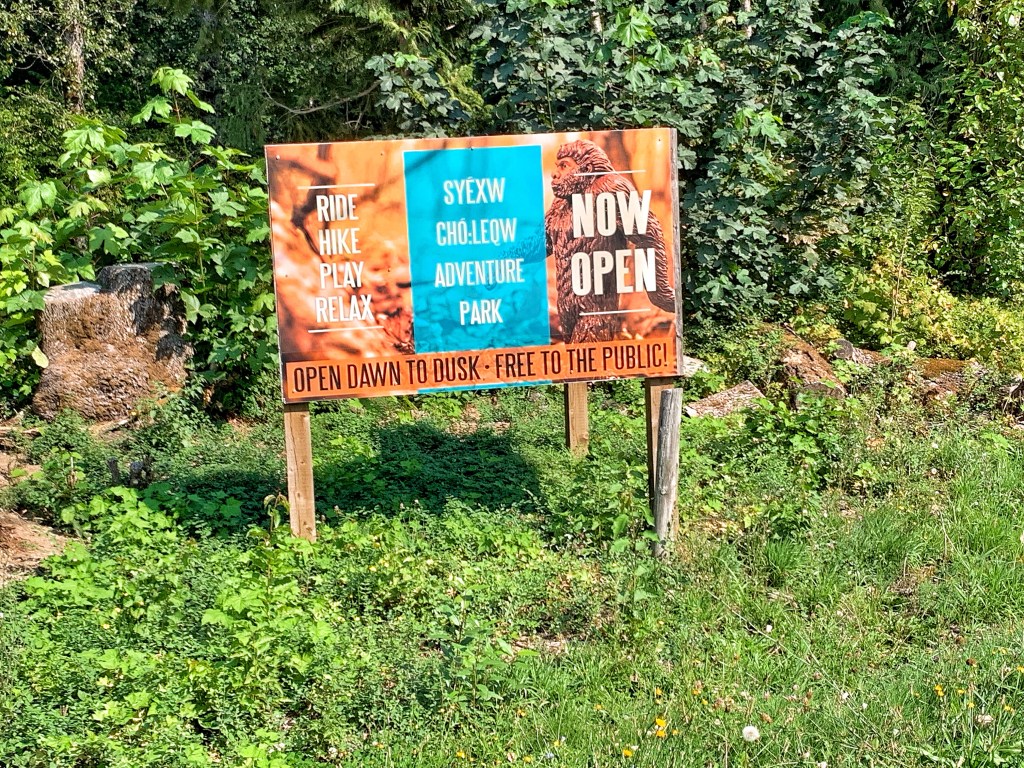 RIDE
HIKE
PLAY
RELAX
SYÉXW
CHÓ:LEQW
ADVENTURE
PARK
NOW
OPEN
OPEN DAWN TO DUSK · FREE TO THE PUBLIC!